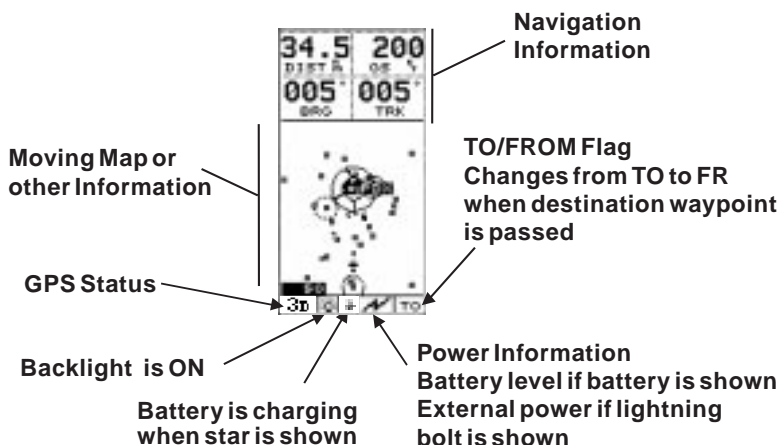 Navigation
Information
34.5 200
DIST GS
005° 005°
BRG TRK
Moving Map or
other Information
TO/FROM Flag
Changes from TO to FR
when destination waypoint
is passed
GPS Status
3D TO
Backlight is ON
Power Information
Battery level if battery is shown
External power if lightning
bolt is shown
Battery is charging
when star is shown